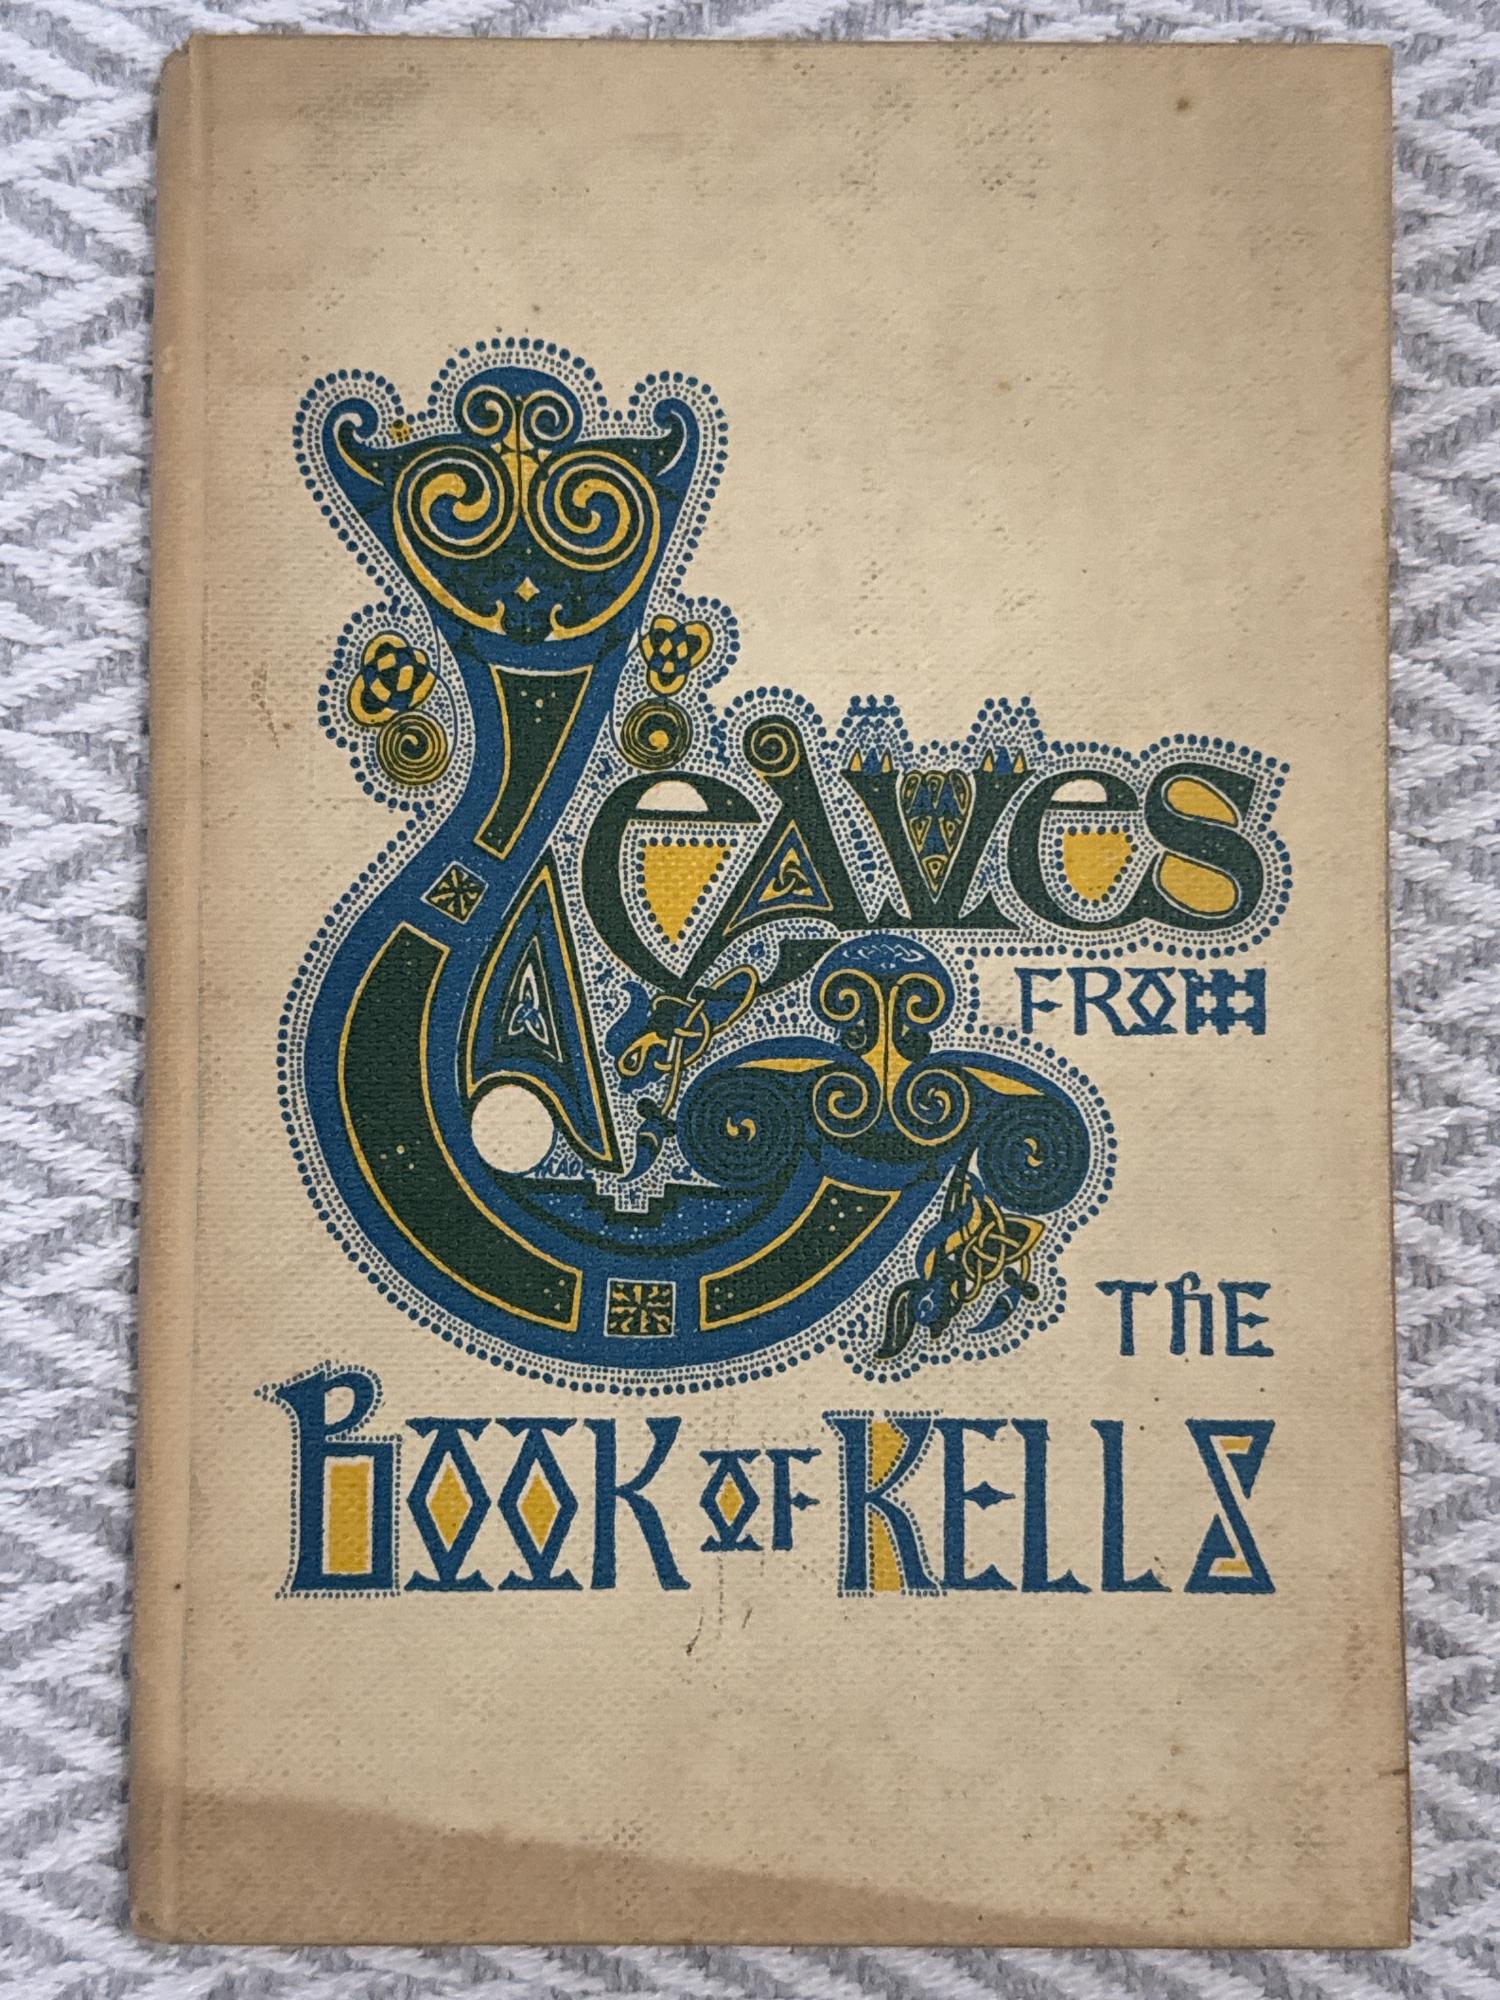 Leaves
FROM
THE
BOOK OF KELLS